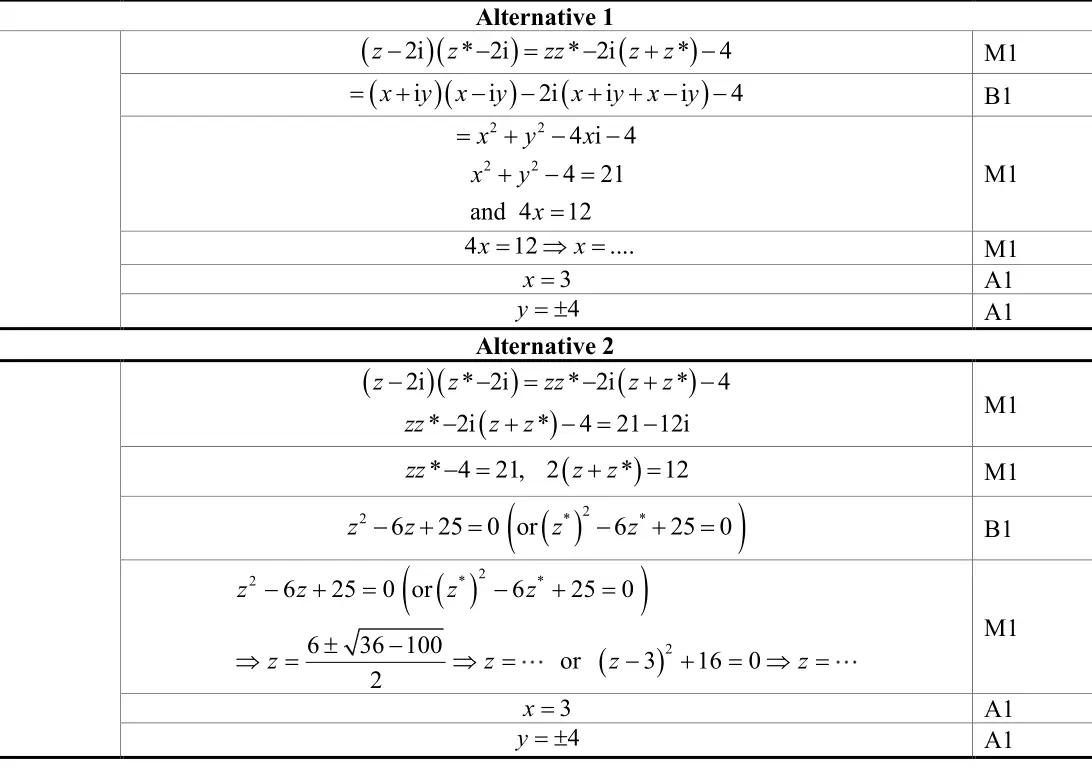 Alternative 1
(z − 2i)(z* −2i) = zz* −2i(z + z*) − 4 M1
= (x + iy)(x − iy) − 2i(x + iy + x − iy) − 4 B1
= x² + y² − 4xi − 4
x² + y² − 4 = 21 M1
and 4x = 12
4x = 12 ⇒ x = .... M1
x = 3 A1
y = ±4 A1
Alternative 2
(z − 2i)(z* −2i) = zz* −2i(z + z*) − 4
zz* −2i(z + z*) − 4 = 21 − 12i M1
zz* −4 = 21, 2(z + z*) = 12 M1
z² − 6z + 25 = 0 (or (z*)² − 6z* + 25 = 0) B1
z² − 6z + 25 = 0 (or (z*)² − 6z* + 25 = 0)
⇒ z = (6 ± √(36 − 100))/2 ⇒ z = ⋯ or (z − 3)² + 16 = 0 ⇒ z = ⋯ M1
x = 3 A1
y = ±4 A1